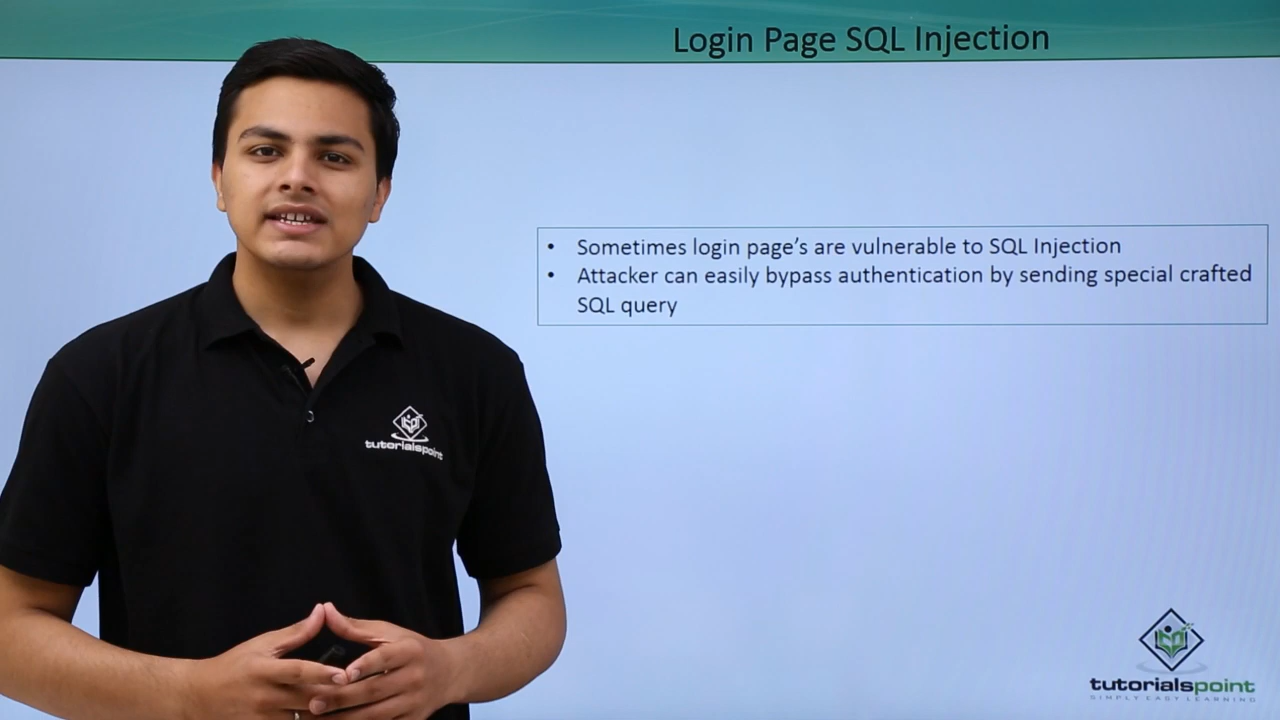 Login Page SQL Injection
• Sometimes login page's are vulnerable to SQL Injection
• Attacker can easily bypass authentication by sending special crafted
SQL query
tutorialspoint
tutorialspoint
SIMPLY EASY LEARNING